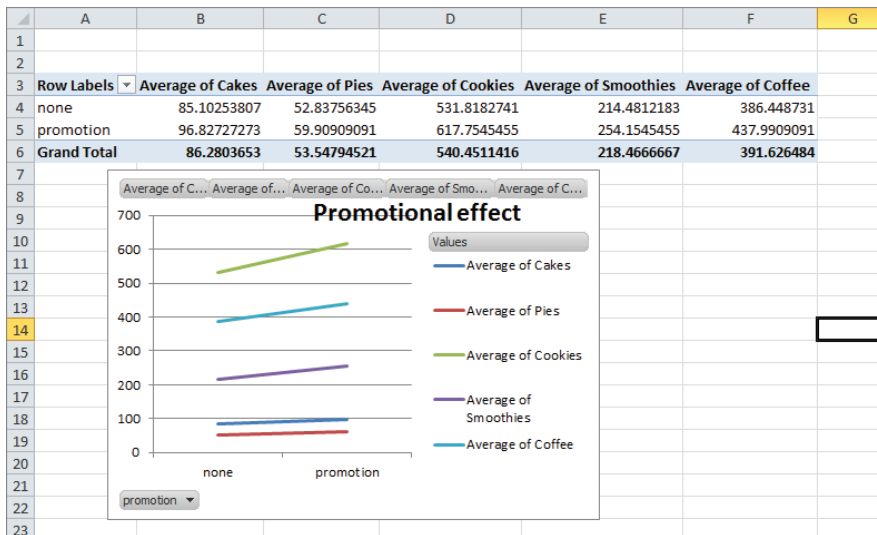 A B C D E F G
1
2
3 Row Labels Average of Cakes Average of Pies Average of Cookies Average of Smoothies Average of Coffee
4 none 85.10253807 52.83756345 531.8182741 214.4812183 386.448731
5 promotion 96.82727273 59.90909091 617.7545455 254.1545455 437.9909091
6 Grand Total 86.2803653 53.54794521 540.4511416 218.4666667 391.626484
7
8 Average of C... Average of... Average of Co... Average of Smo... Average of C...
9 700 Promotional effect
10 600 Values
11 Average of Cakes
12 500
13 400 Average of Pies
14
15 300 Average of Cookies
16
17 200 Average of
18 100 Smoothies
19 0 Average of Coffee
20 none promotion
21
22 promotion
23